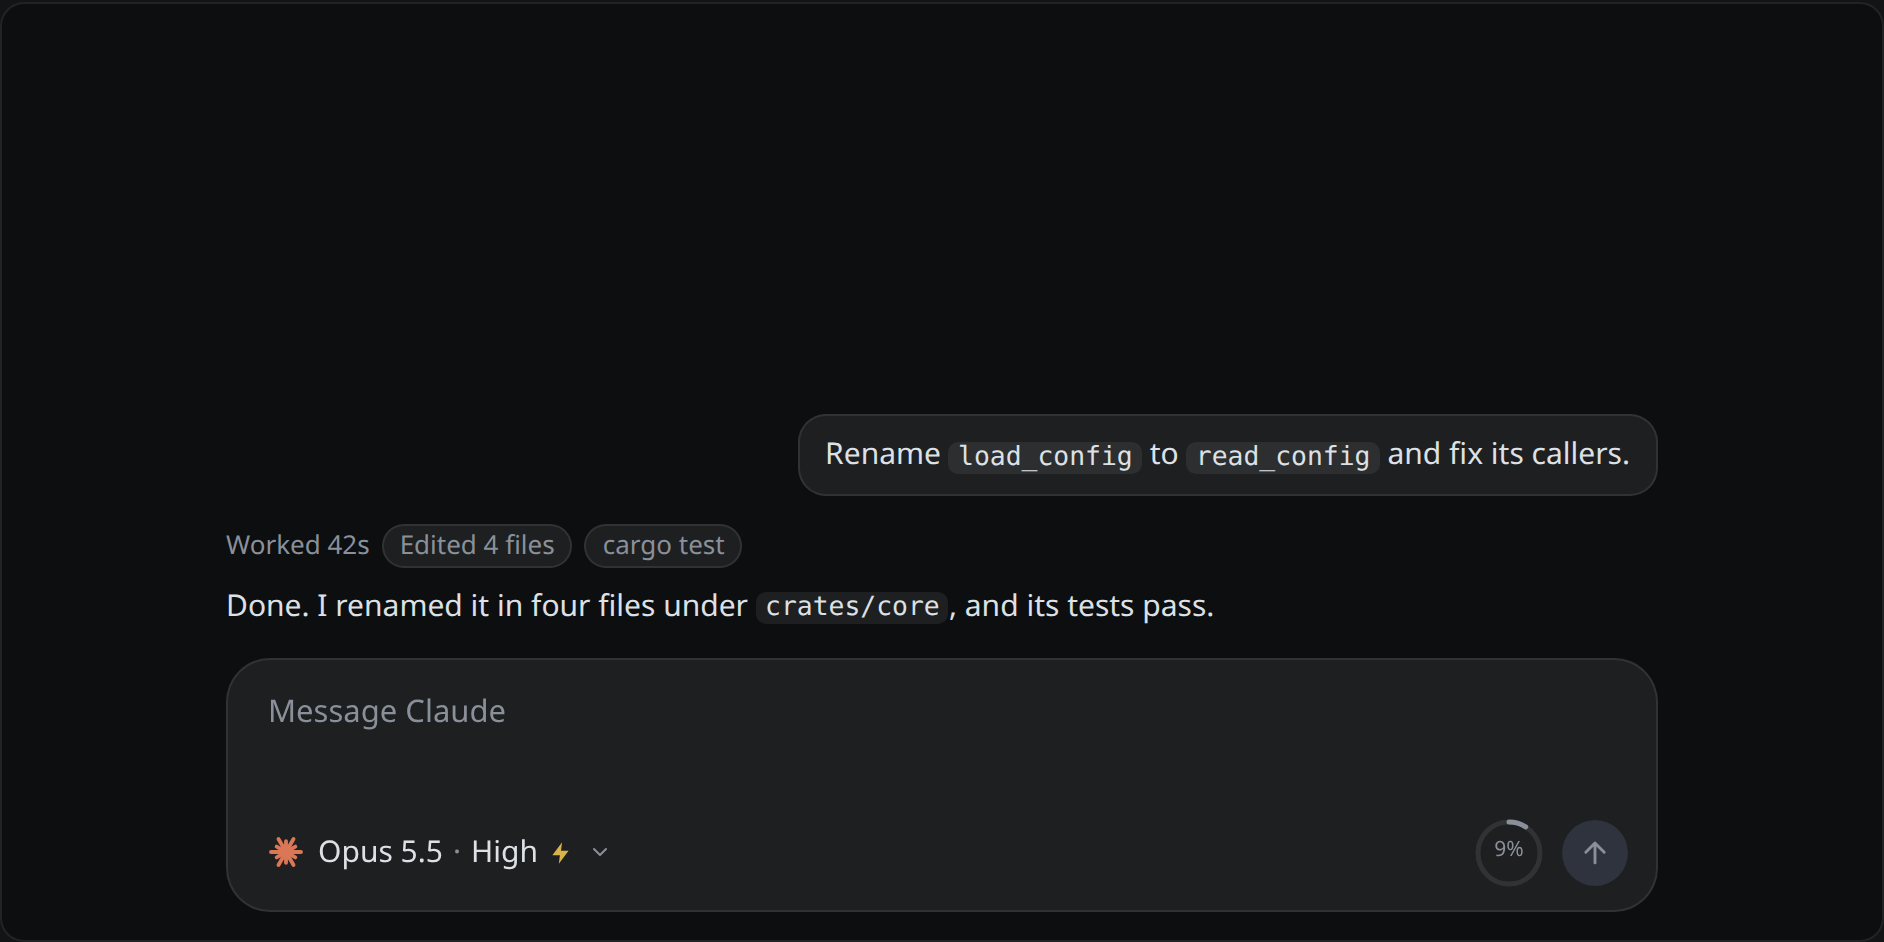 Rename load_config to read_config and fix its callers.
Worked 42s Edited 4 files cargo test
Done. I renamed it in four files under crates/core, and its tests pass.
Message Claude
Opus 5.5 · High
9%